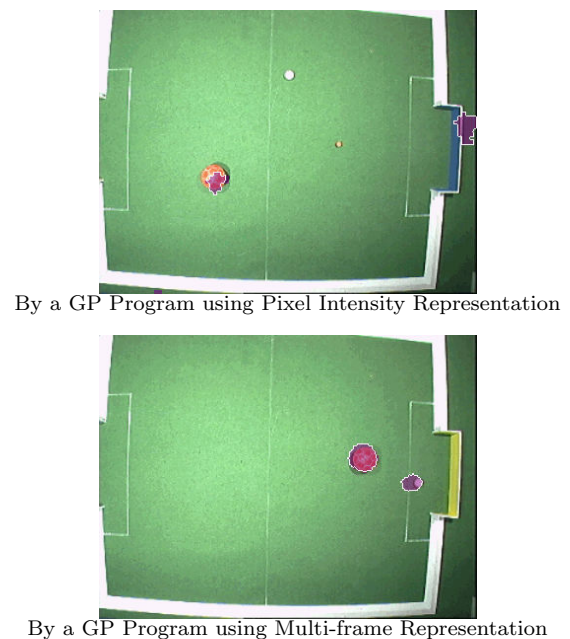 By a GP Program using Pixel Intensity Representation
By a GP Program using Multi-frame Representation